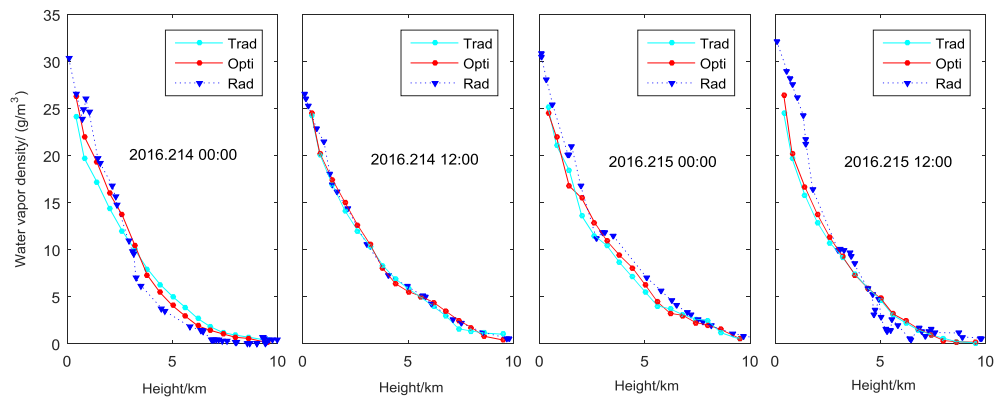 35
30
25
20
15
10
5
0
Water vapor density/ (g/m³)
Trad
Opti
Rad
2016.214 00:00
0 5 10
Height/km
Trad
Opti
Rad
2016.214 12:00
0 5 10
Height/km
Trad
Opti
Rad
2016.215 00:00
0 5 10
Height/km
Trad
Opti
Rad
2016.215 12:00
0 5 10
Height/km